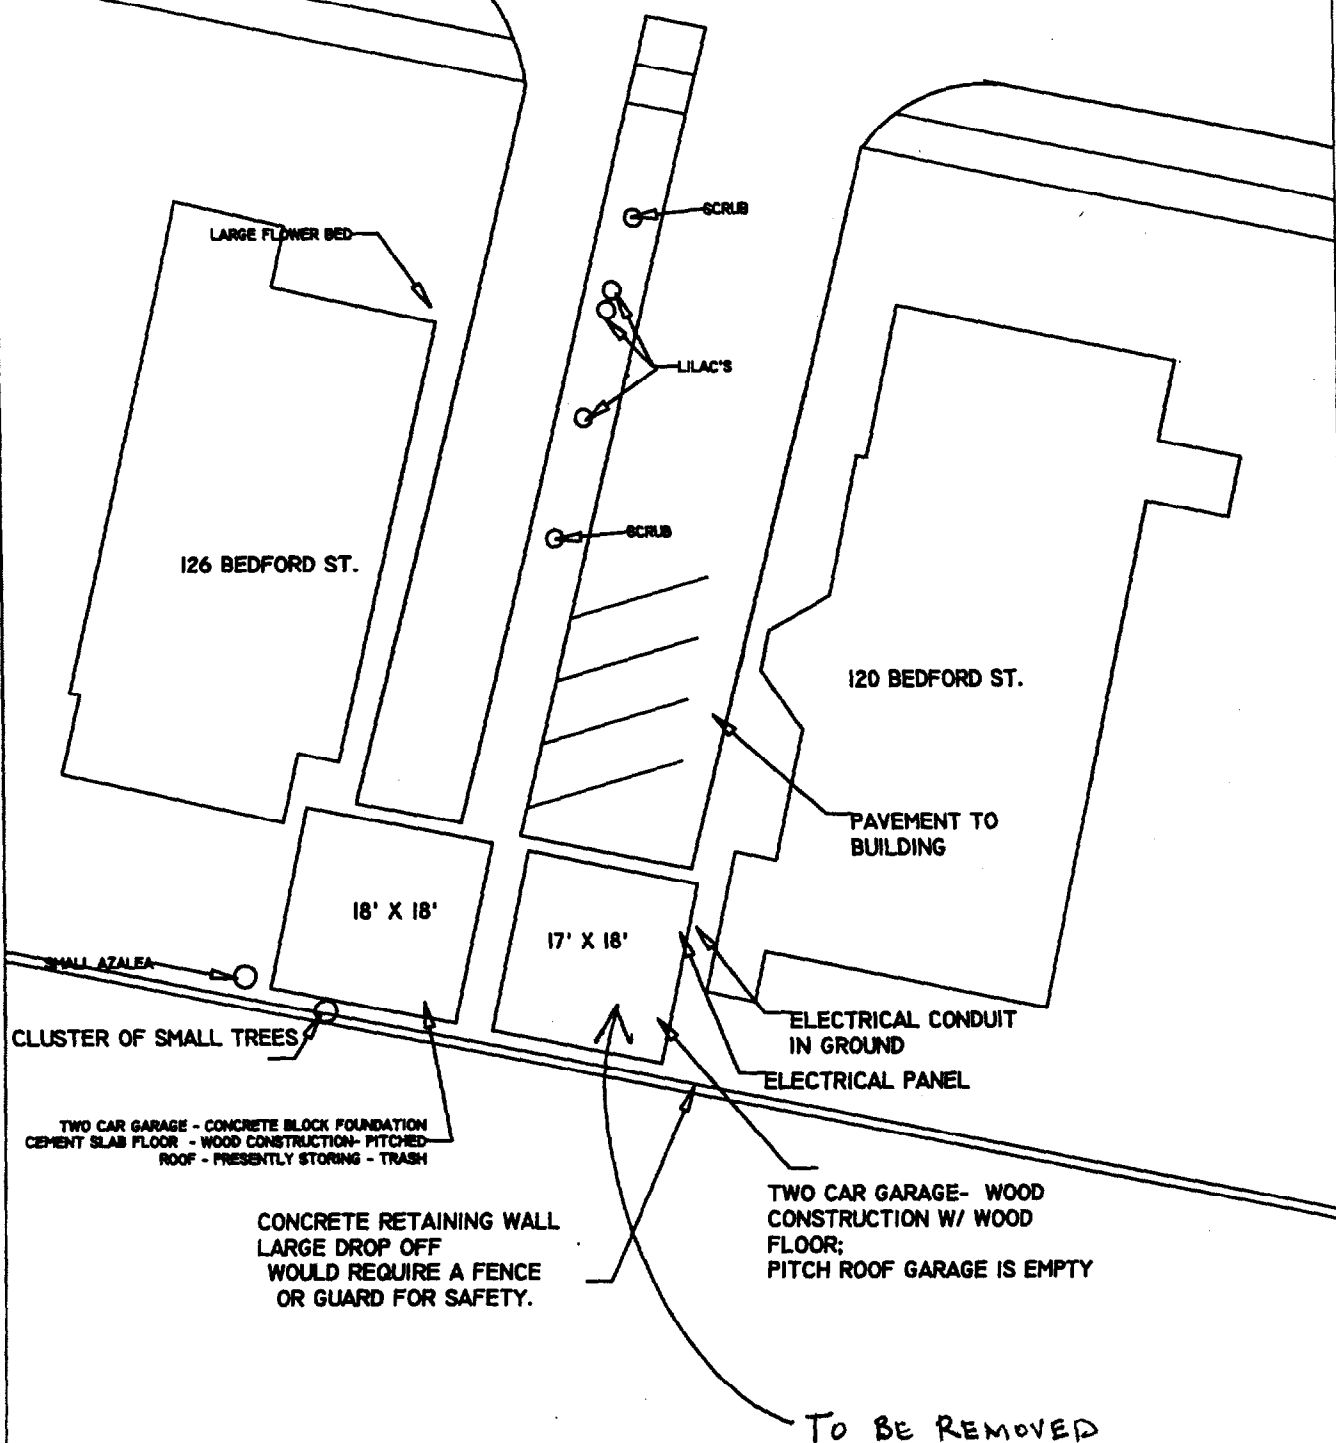 SCRUB
LARGE FLOWER BED
LILAC'S
SCRUB
126 BEDFORD ST.
120 BEDFORD ST.
PAVEMENT TO
BUILDING
18' X 18'
17' X 18'
SMALL AZALEA
CLUSTER OF SMALL TREES
ELECTRICAL CONDUIT
IN GROUND
ELECTRICAL PANEL
TWO CAR GARAGE - CONCRETE BLOCK FOUNDATION
CEMENT SLAB FLOOR - WOOD CONSTRUCTION- PITCHED
ROOF - PRESENTLY STORING - TRASH
TWO CAR GARAGE- WOOD
CONSTRUCTION W/ WOOD
FLOOR;
PITCH ROOF GARAGE IS EMPTY
CONCRETE RETAINING WALL
LARGE DROP OFF
WOULD REQUIRE A FENCE
OR GUARD FOR SAFETY.
TO BE REMOVED